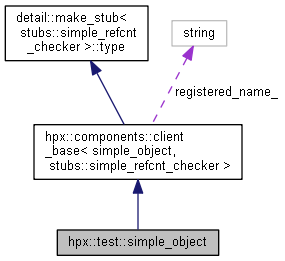 detail::make_stub<
stubs::simple_refcnt
_checker >::type
string
registered_name_
hpx::components::client
_base< simple_object,
stubs::simple_refcnt_checker >
hpx::test::simple_object